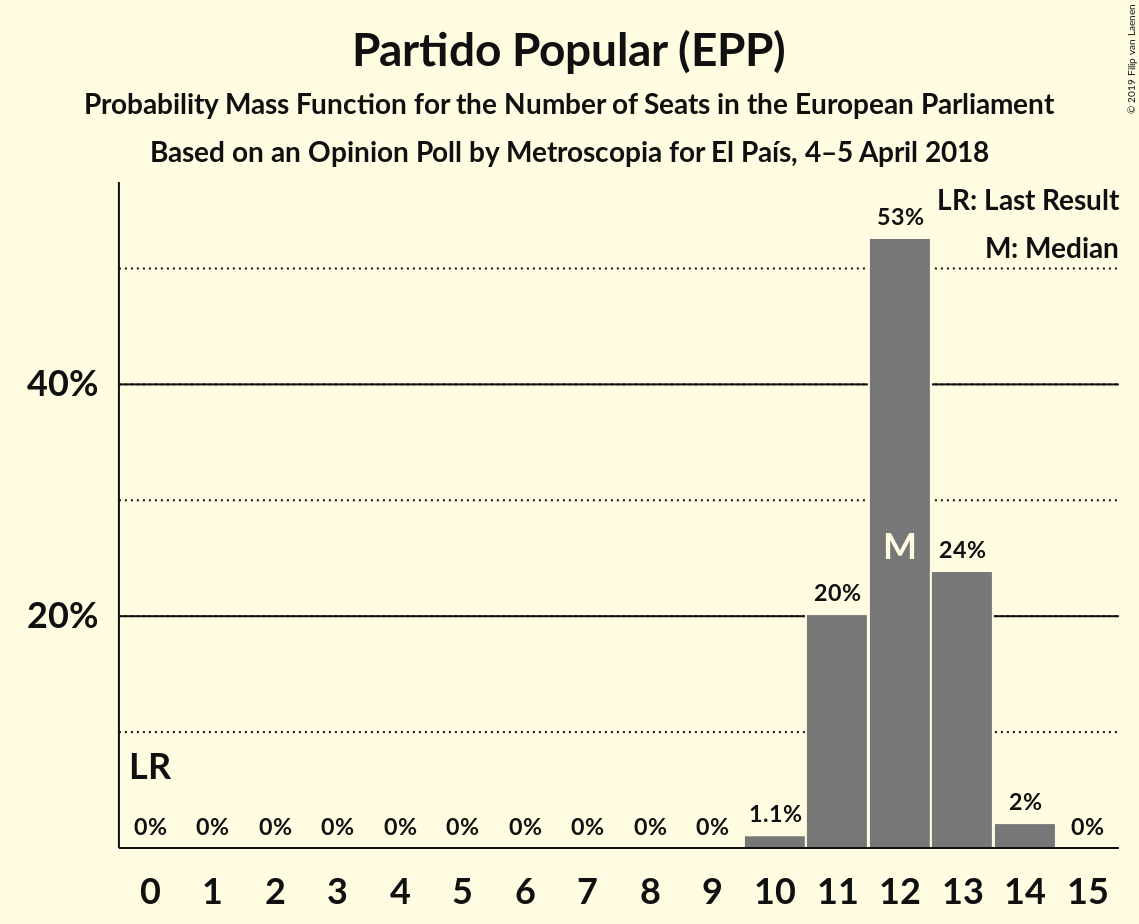 Partido Popular (EPP)
Probability Mass Function for the Number of Seats in the European Parliament
Based on an Opinion Poll by Metroscopia for El País, 4–5 April 2018
© 2019 Filip van Laenen
LR: Last Result
M: Median
53%
40%
M
24%
20%
20%
LR
0% 0% 0% 0% 0% 0% 0% 0% 0% 0% 1.1% 2% 0%
0 1 2 3 4 5 6 7 8 9 10 11 12 13 14 15